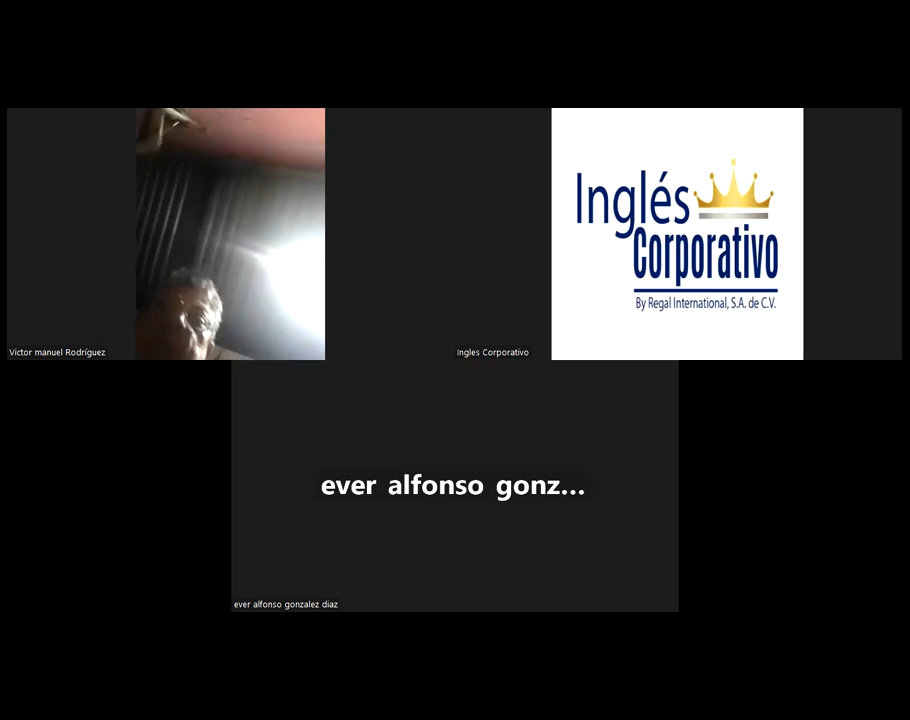 Inglés
Corporativo
By Regal International, S.A. de C.V.
Victor manuel Rodríguez
Ingles Corporativo
ever alfonso gonz...
ever alfonso gonzalez diaz